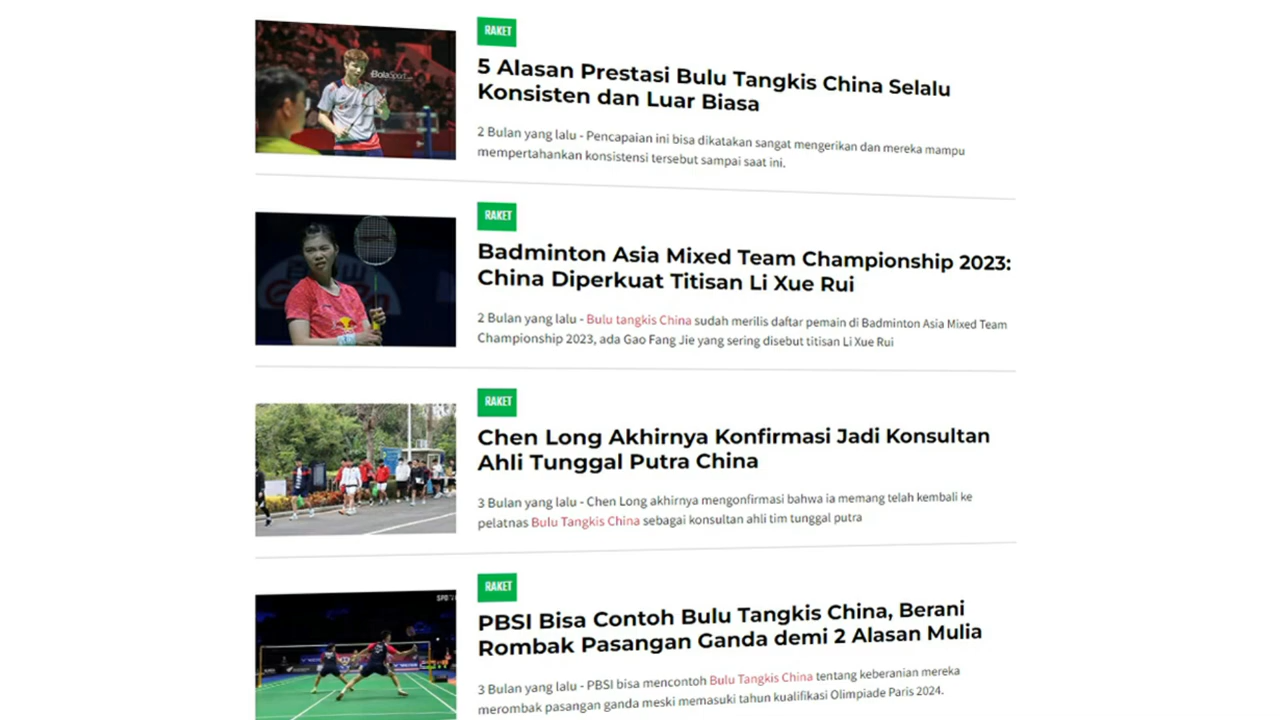 RAKET
5 Alasan Prestasi Bulu Tangkis China Selalu
Konsisten dan Luar Biasa
2 Bulan yang lalu - Pencapaian ini bisa dikatakan sangat mengerikan dan mereka mampu
mempertahankan konsistensi tersebut sampai saat ini.
BolaSport
RAKET
Badminton Asia Mixed Team Championship 2023:
China Diperkuat Titisan Li Xue Rui
2 Bulan yang lalu - Bulu tangkis China sudah merilis daftar pemain di Badminton Asia Mixed Team
Championship 2023, ada Gao Fang Jie yang sering disebut titisan Li Xue Rui
RAKET
Chen Long Akhirnya Konfirmasi Jadi Konsultan
Ahli Tunggal Putra China
3 Bulan yang lalu - Chen Long akhirnya mengonfirmasi bahwa ia memang telah kembali ke
pelatnas Bulu Tangkis China sebagai konsultan ahli tim tunggal putra
RAKET
PBSI Bisa Contoh Bulu Tangkis China, Berani
Rombak Pasangan Ganda demi 2 Alasan Mulia
3 Bulan yang lalu - PBSI bisa mencontoh Bulu Tangkis China tentang keberanian mereka
merombak pasangan ganda meski memasuki tahun kualifikasi Olimpiade Paris 2024.